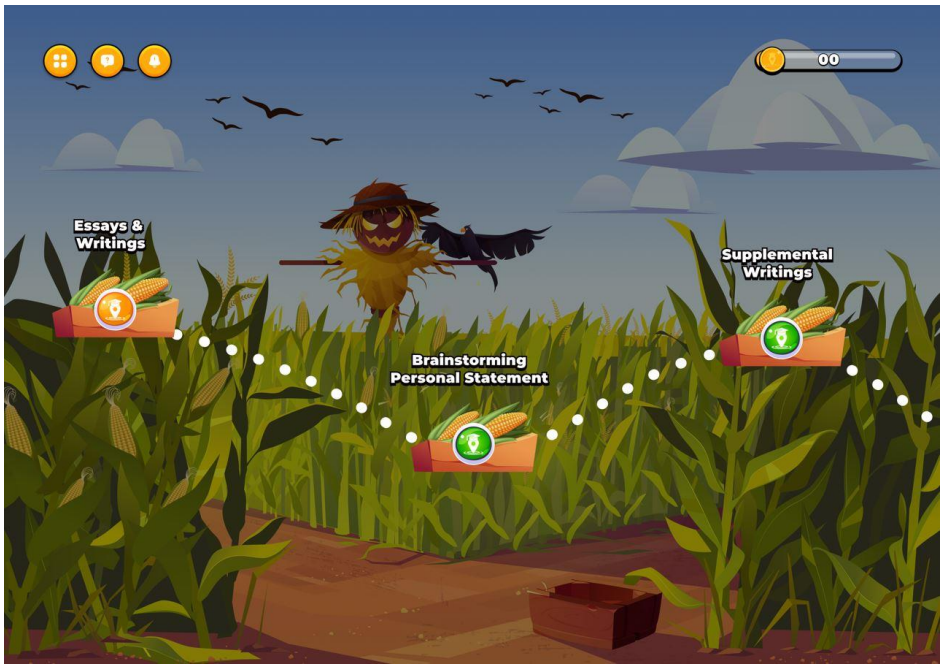 00
Essays &
Writings
Supplemental
Writings
Brainstorming
Personal Statement